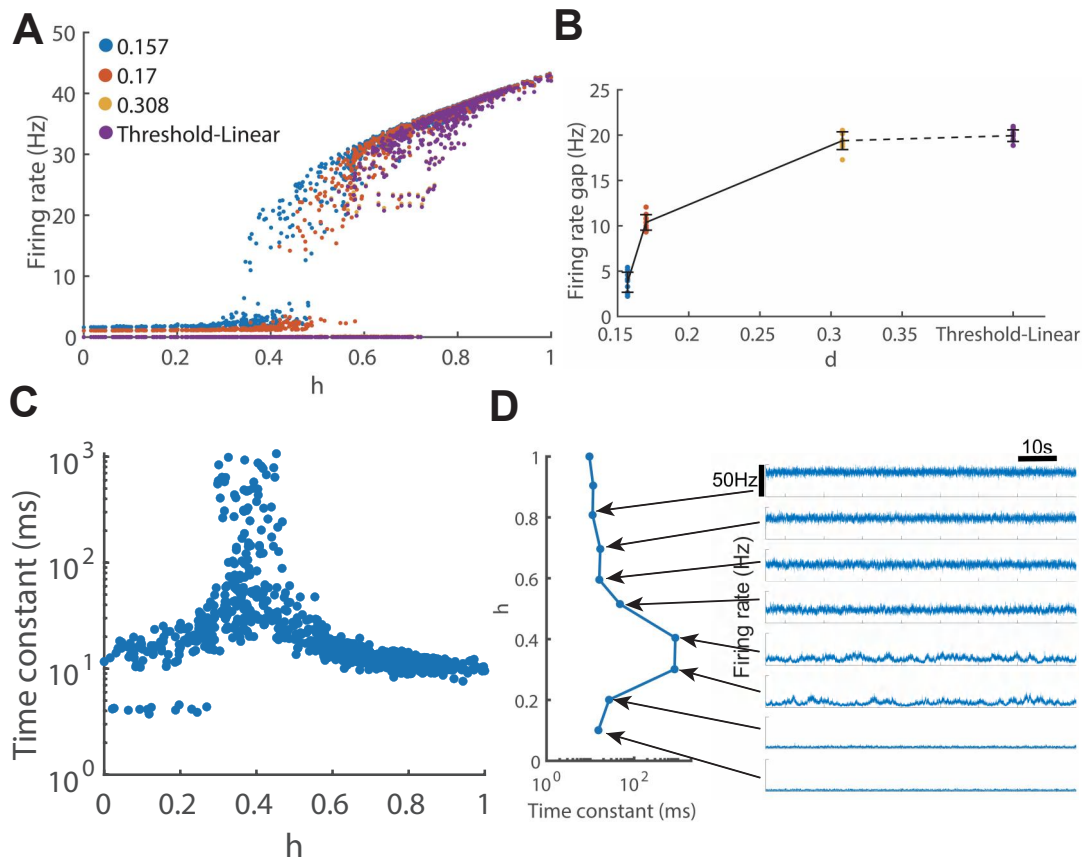 A
50
40
30
20
10
0
Firing rate (Hz)
0.157
0.17
0.308
Threshold-Linear
0 0.2 0.4 0.6 0.8 1
h
B
25
20
15
10
5
0
Firing rate gap (Hz)
0.15 0.2 0.25 0.3 0.35 Threshold-Linear
d
C
10³
10²
10¹
10⁰
Time constant (ms)
0 0.2 0.4 0.6 0.8 1
h
D
1
0.8
0.6
0.4
0.2
0
h
10⁰ 10²
Time constant (ms)
10s
50Hz
Firing rate (Hz)